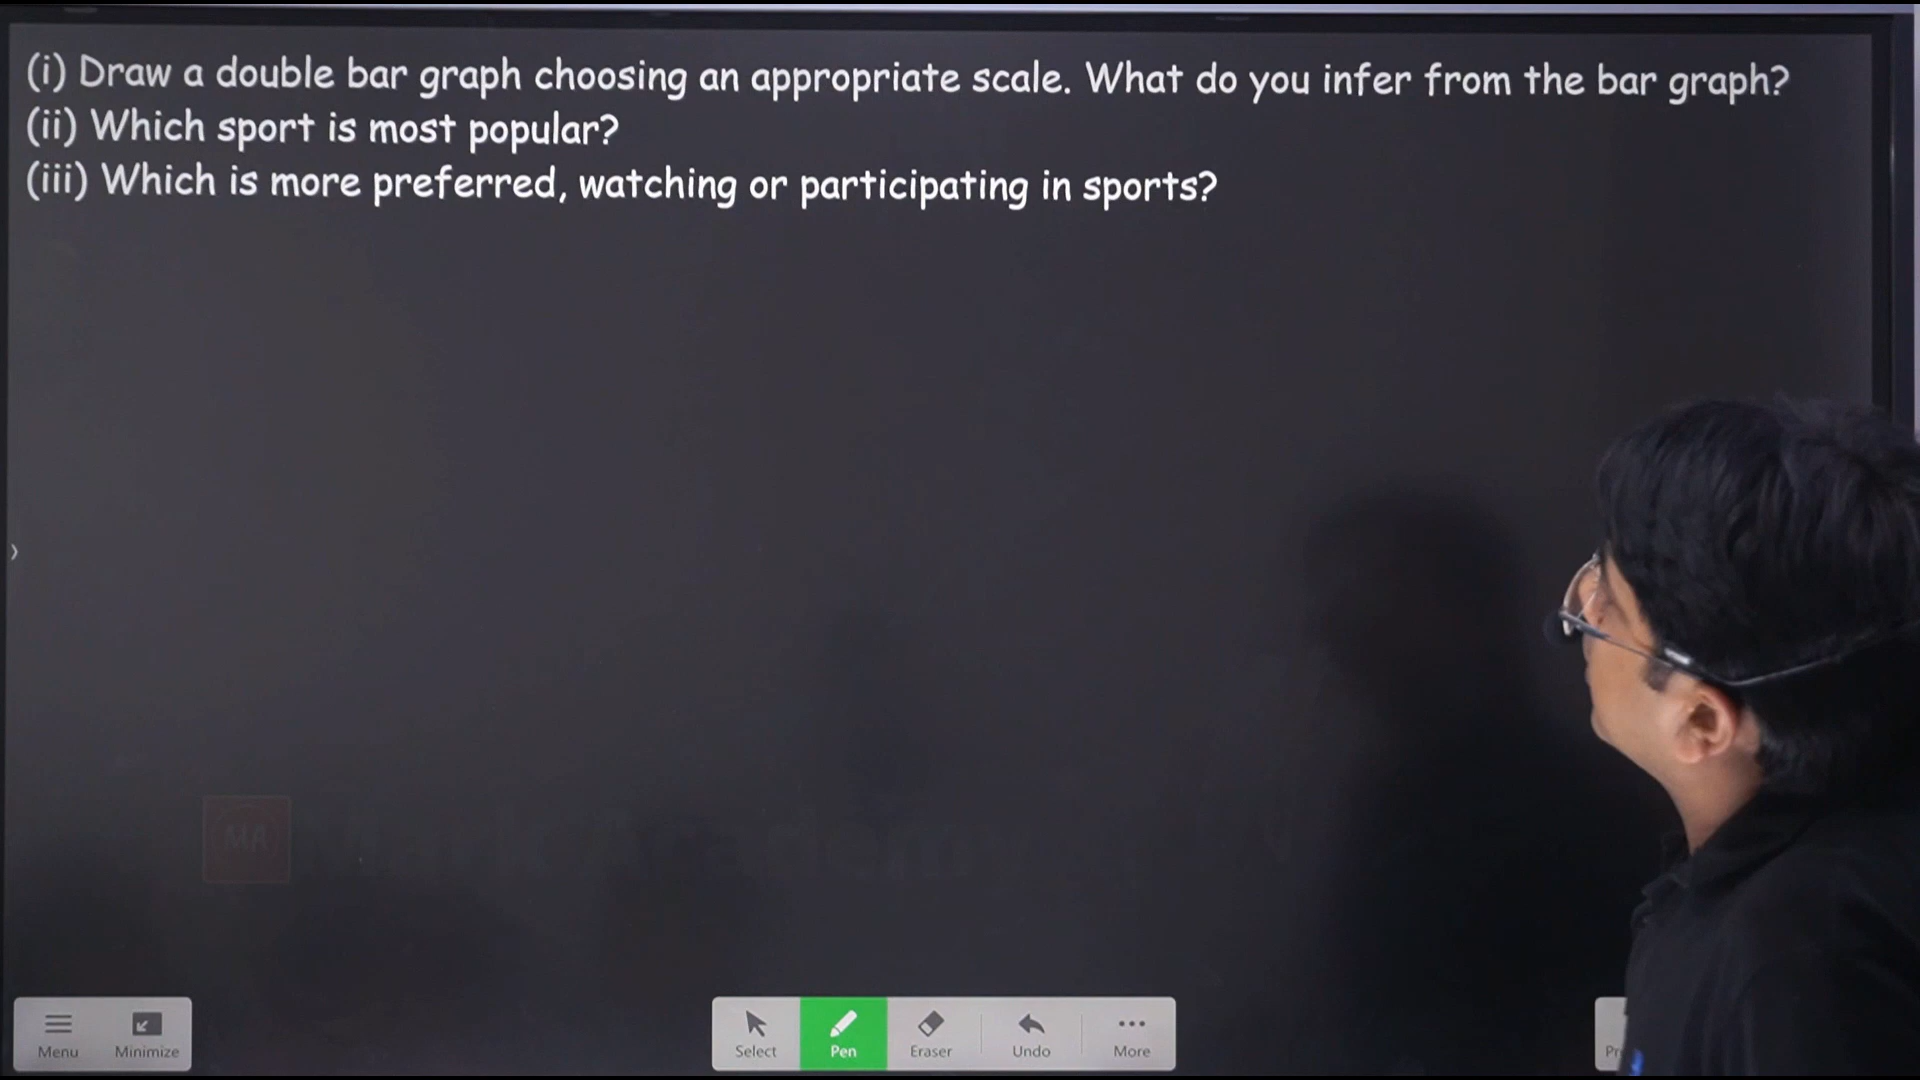 (i) Draw a double bar graph choosing an appropriate scale. What do you infer from the bar graph?
(ii) Which sport is most popular?
(iii) Which is more preferred, watching or participating in sports?
MA
Menu Minimize Select Pen Eraser Undo More